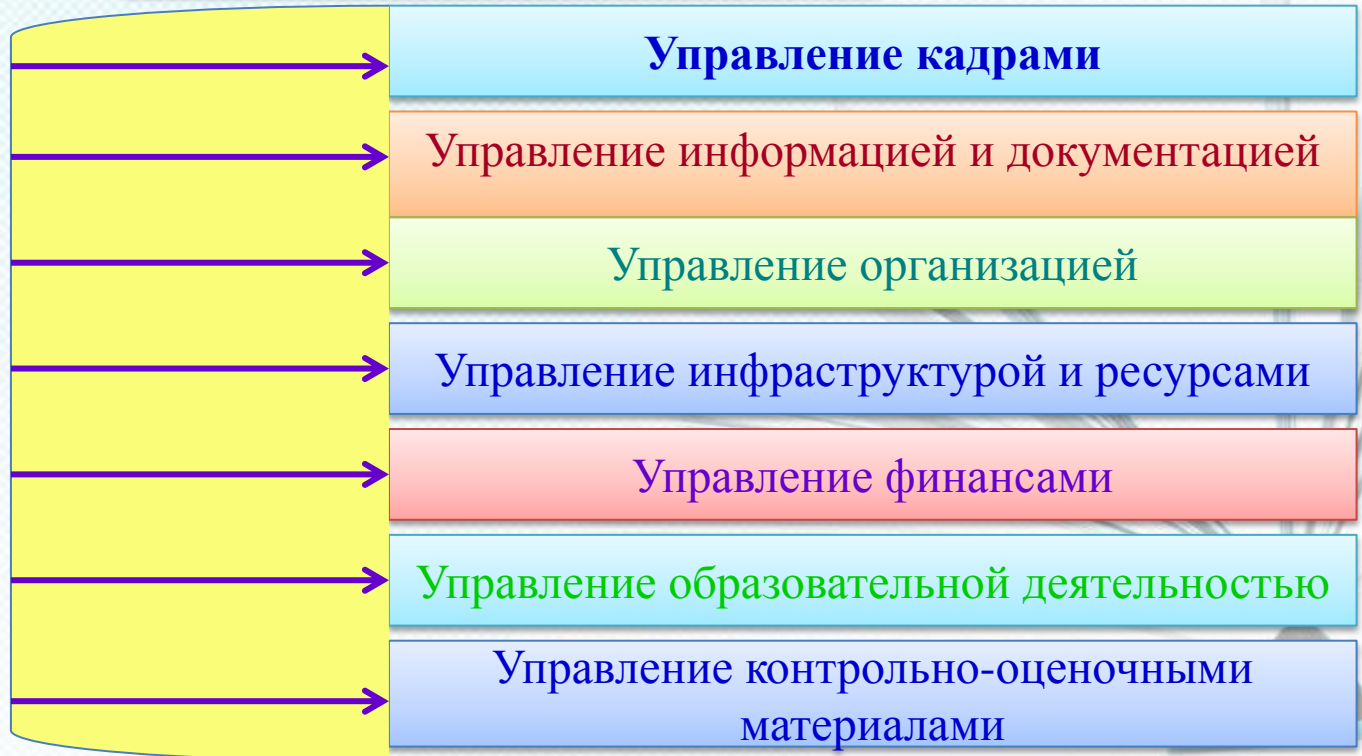 Управление кадрами
Управление информацией и документацией
Управление организацией
Управление инфраструктурой и ресурсами
Управление финансами
Управление образовательной деятельностью
Управление контрольно-оценочными
материалами